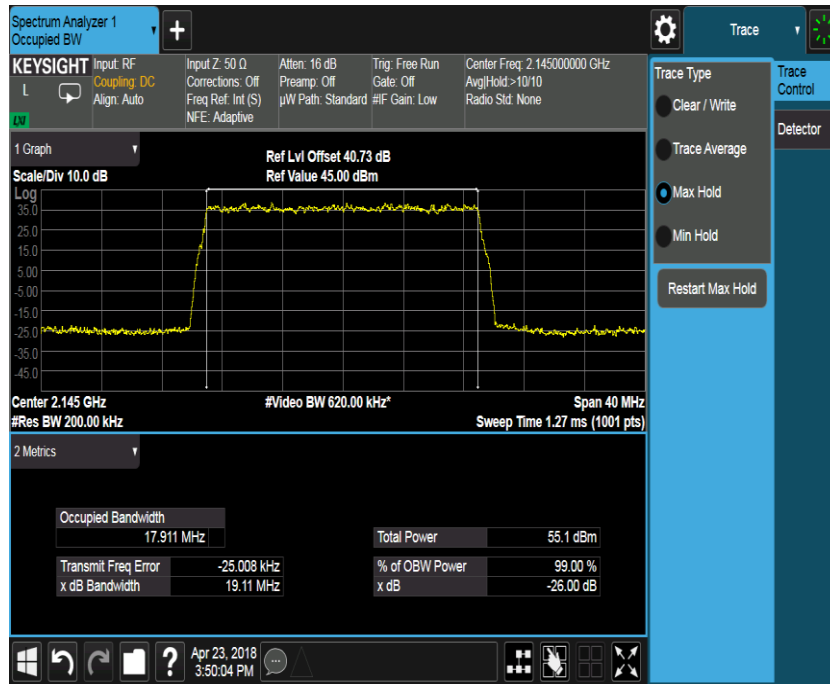 Spectrum Analyzer 1
Occupied BW
+
Trace
KEYSIGHT
L
LXI
Input: RF
Coupling: DC
Align: Auto
Input Z: 50 Ω
Corrections: Off
Freq Ref: Int (S)
NFE: Adaptive
Atten: 16 dB
Preamp: Off
µW Path: Standard
Trig: Free Run
Gate: Off
#IF Gain: Low
Center Freq: 2.145000000 GHz
Avg|Hold:>10/10
Radio Std: None
Trace Type
Clear / Write
Trace Average
Max Hold
Min Hold
Restart Max Hold
Trace
Control
Detector
1 Graph
Scale/Div 10.0 dB
Ref Lvl Offset 40.73 dB
Ref Value 45.00 dBm
Log
35.0
25.0
15.0
5.00
-5.00
-15.0
-25.0
-35.0
-45.0
Center 2.145 GHz
#Video BW 620.00 kHz*
Span 40 MHz
#Res BW 200.00 kHz
Sweep Time 1.27 ms (1001 pts)
2 Metrics
Occupied Bandwidth
17.911 MHz
Total Power 55.1 dBm
Transmit Freq Error -25.008 kHz
% of OBW Power 99.00 %
x dB Bandwidth 19.11 MHz
x dB -26.00 dB
?
Apr 23, 2018
3:50:04 PM